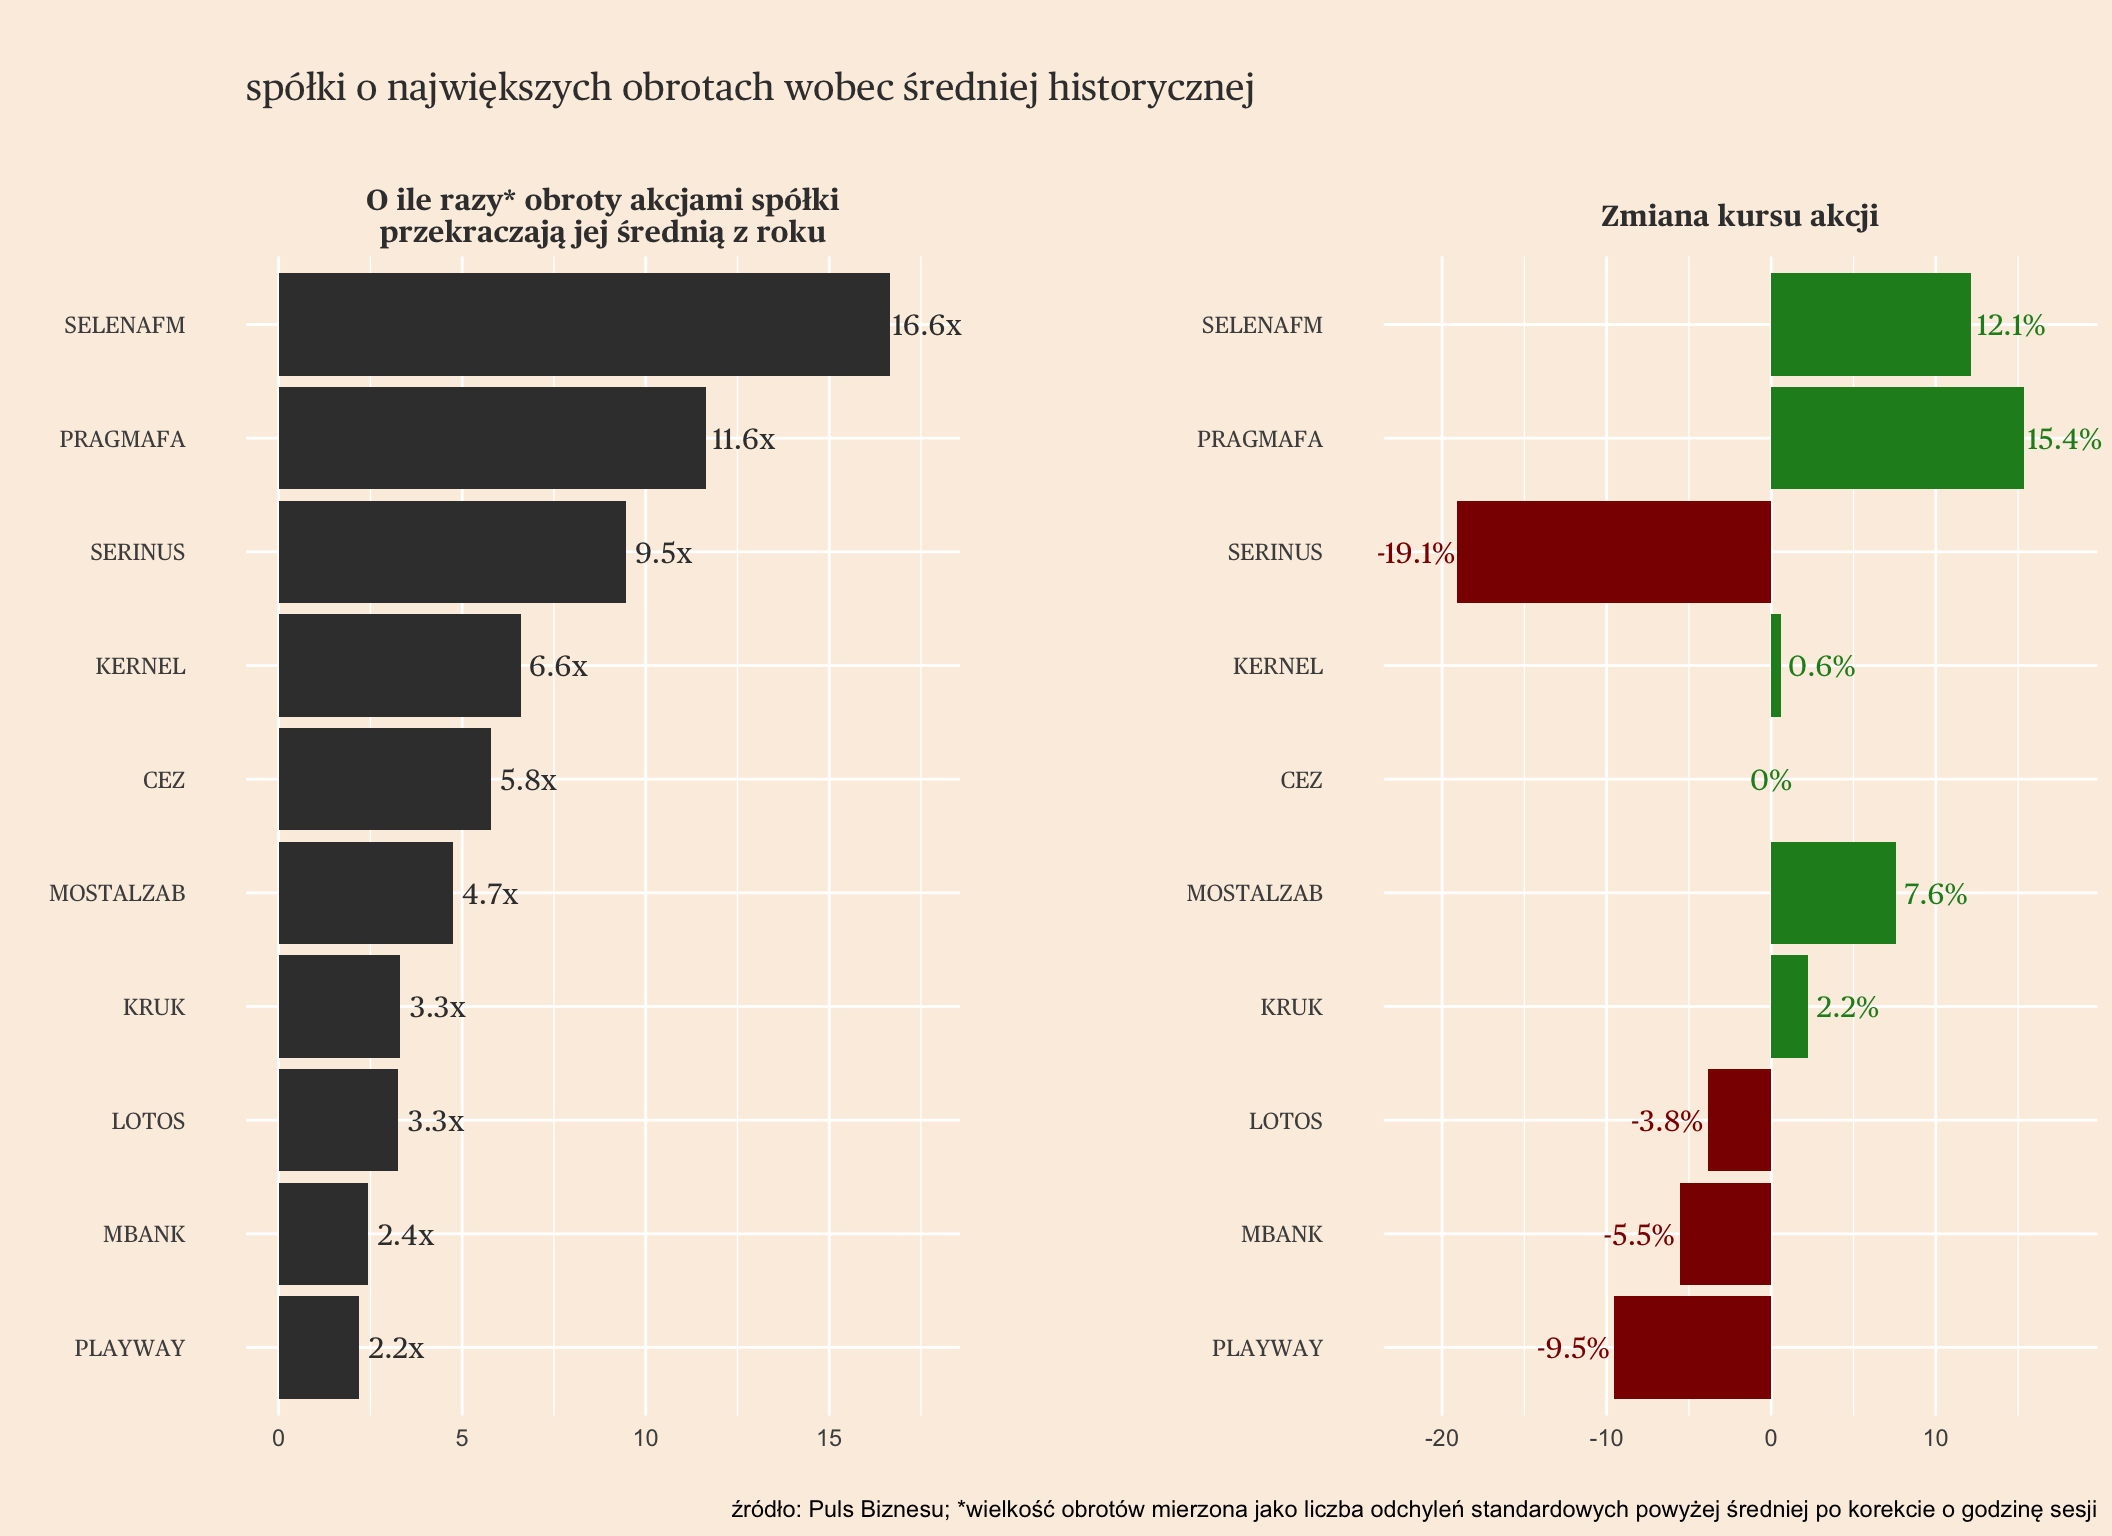 spółki o największych obrotach wobec średniej historycznej
O ile razy* obroty akcjami spółki
przekraczają jej średnią z roku
SELENAFM 16.6x
PRAGMAFA 11.6x
SERINUS 9.5x
KERNEL 6.6x
CEZ 5.8x
MOSTALZAB 4.7x
KRUK 3.3x
LOTOS 3.3x
MBANK 2.4x
PLAYWAY 2.2x
0 5 10 15
Zmiana kursu akcji
SELENAFM 12.1%
PRAGMAFA 15.4%
SERINUS -19.1%
KERNEL 0.6%
CEZ 0%
MOSTALZAB 7.6%
KRUK 2.2%
LOTOS -3.8%
MBANK -5.5%
PLAYWAY -9.5%
-20 -10 0 10
źródło: Puls Biznesu; *wielkość obrotów mierzona jako liczba odchyleń standardowych powyżej średniej po korekcie o godzinę sesji